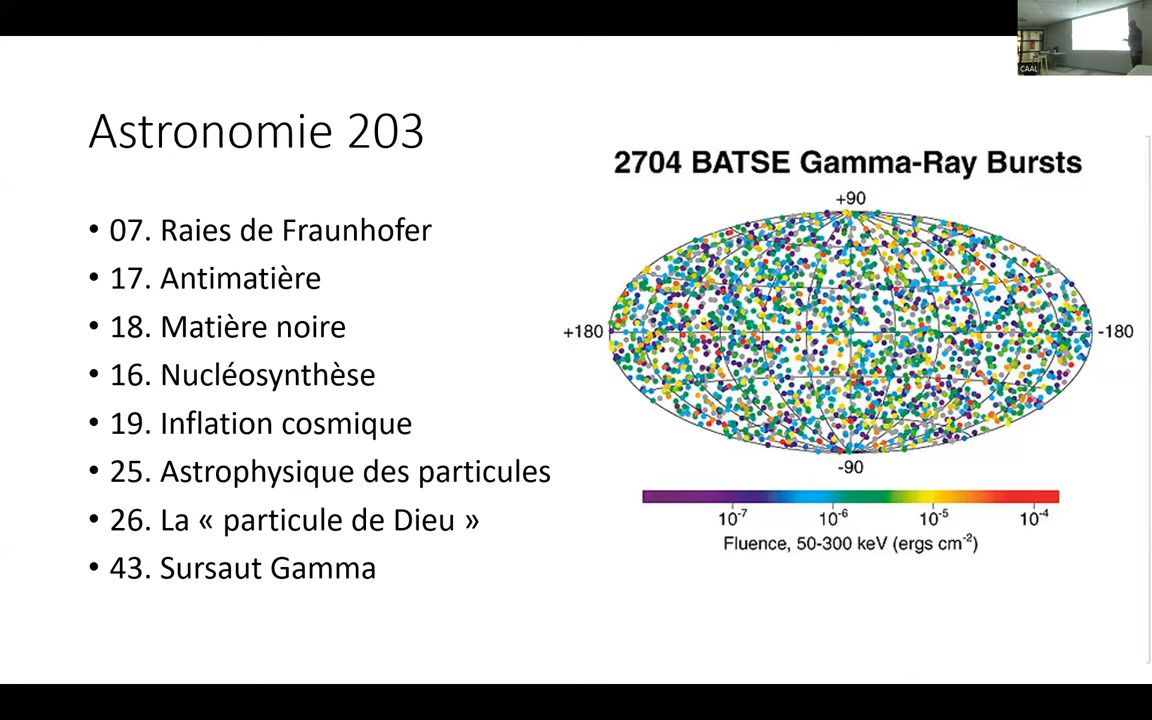 CAAL
Astronomie 203
• 07. Raies de Fraunhofer
• 17. Antimatière
• 18. Matière noire
• 16. Nucléosynthèse
• 19. Inflation cosmique
• 25. Astrophysique des particules
• 26. La « particule de Dieu »
• 43. Sursaut Gamma
2704 BATSE Gamma-Ray Bursts
+90
+180
-180
-90
10⁻⁷ 10⁻⁶ 10⁻⁵ 10⁻⁴
Fluence, 50-300 keV (ergs cm⁻²)